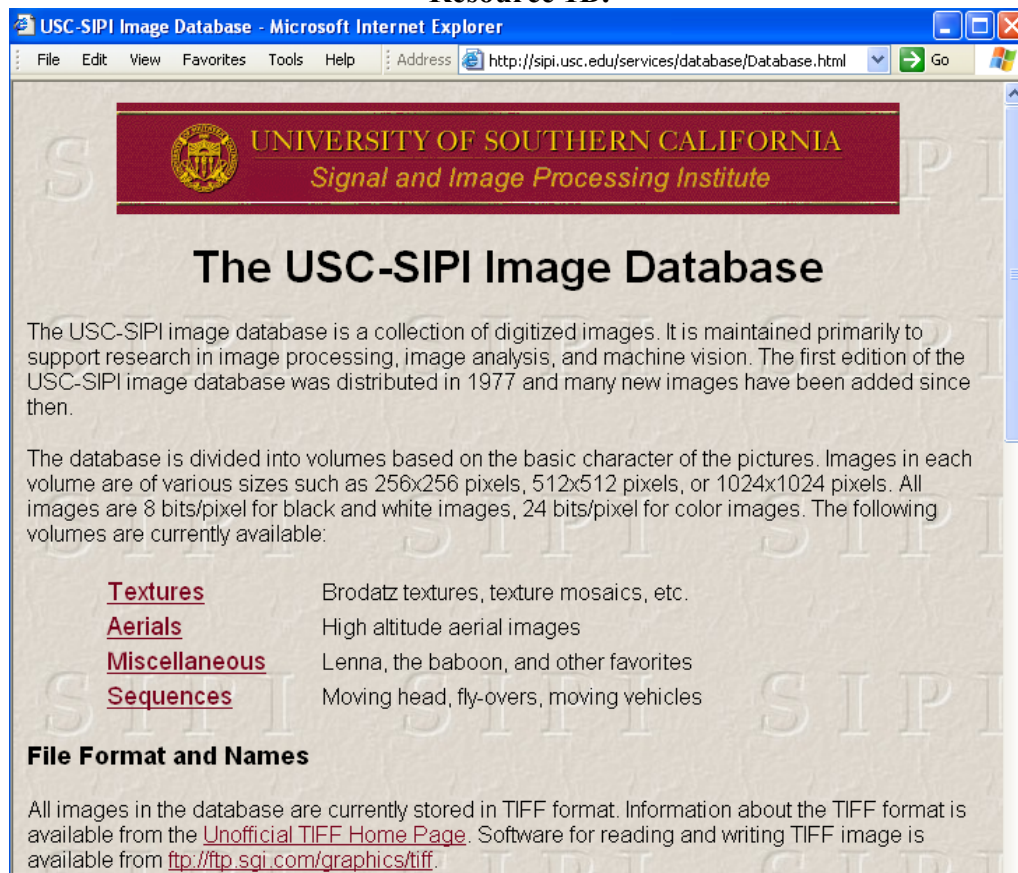 Resource 1B.
USC-SIPI Image Database - Microsoft Internet Explorer
File Edit View Favorites Tools Help Address http://sipi.usc.edu/services/database/Database.html Go
UNIVERSITY OF SOUTHERN CALIFORNIA
Signal and Image Processing Institute
The USC-SIPI Image Database
The USC-SIPI image database is a collection of digitized images. It is maintained primarily to
support research in image processing, image analysis, and machine vision. The first edition of the
USC-SIPI image database was distributed in 1977 and many new images have been added since
then.
The database is divided into volumes based on the basic character of the pictures. Images in each
volume are of various sizes such as 256x256 pixels, 512x512 pixels, or 1024x1024 pixels. All
images are 8 bits/pixel for black and white images, 24 bits/pixel for color images. The following
volumes are currently available:
Textures Brodatz textures, texture mosaics, etc.
Aerials High altitude aerial images
Miscellaneous Lenna, the baboon, and other favorites
Sequences Moving head, fly-overs, moving vehicles
File Format and Names
All images in the database are currently stored in TIFF format. Information about the TIFF format is
available from the Unofficial TIFF Home Page. Software for reading and writing TIFF image is
available from ftp://ftp.sgi.com/graphics/tiff.